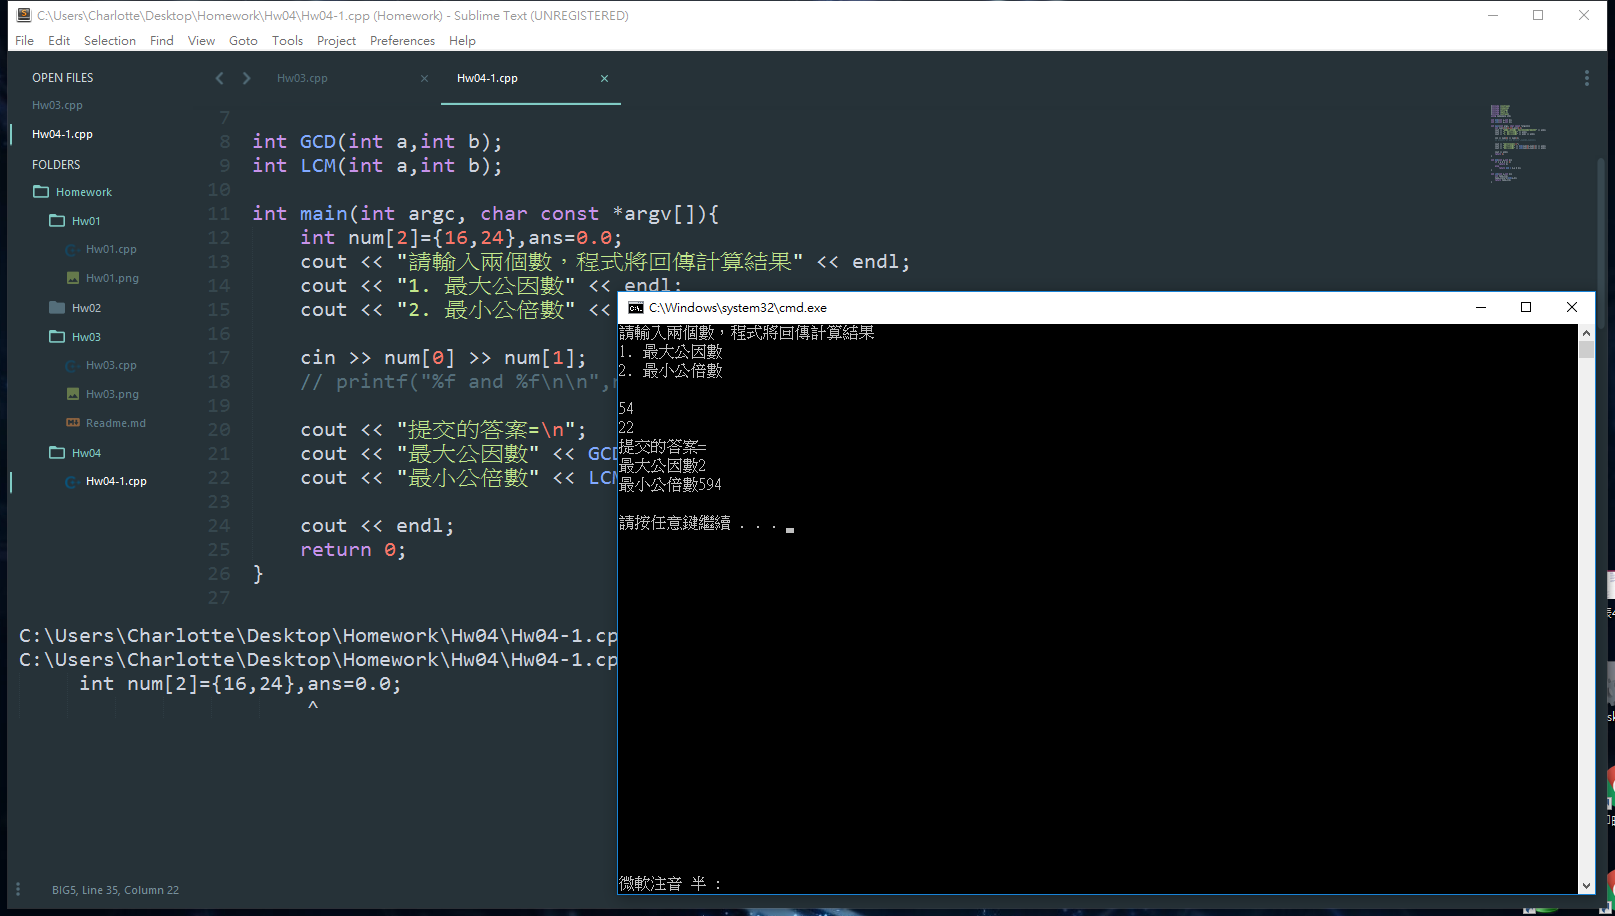 C:\Users\Charlotte\Desktop\Homework\Hw04\Hw04-1.cpp (Homework) - Sublime Text (UNREGISTERED)
File Edit Selection Find View Goto Tools Project Preferences Help
OPEN FILES
Hw03.cpp
Hw04-1.cpp
FOLDERS
Homework
Hw01
Hw01.cpp
Hw01.png
Hw02
Hw03
Hw03.cpp
Hw03.png
Readme.md
Hw04
Hw04-1.cpp
Hw03.cpp × Hw04-1.cpp ×
7
8 int GCD(int a,int b);
9 int LCM(int a,int b);
10
11 int main(int argc, char const *argv[]){
12 int num[2]={16,24},ans=0.0;
13 cout << "請輸入兩個數，程式將回傳計算結果" << endl;
14 cout << "1. 最大公因數" << endl;
15 cout << "2. 最小公倍數" <<
16
17 cin >> num[0] >> num[1];
18 // printf("%f and %f\n\n",
19
20 cout << "提交的答案=\n";
21 cout << "最大公因數" << GCD
22 cout << "最小公倍數" << LCM
23
24 cout << endl;
25 return 0;
26 }
27
C:\Users\Charlotte\Desktop\Homework\Hw04\Hw04-1.cp
C:\Users\Charlotte\Desktop\Homework\Hw04\Hw04-1.cp
int num[2]={16,24},ans=0.0;
^
BIG5, Line 35, Column 22
C:\Windows\system32\cmd.exe
請輸入兩個數，程式將回傳計算結果
1. 最大公因數
2. 最小公倍數
54
22
提交的答案=
最大公因數2
最小公倍數594
請按任意鍵繼續 . . .
微軟注音 半 :